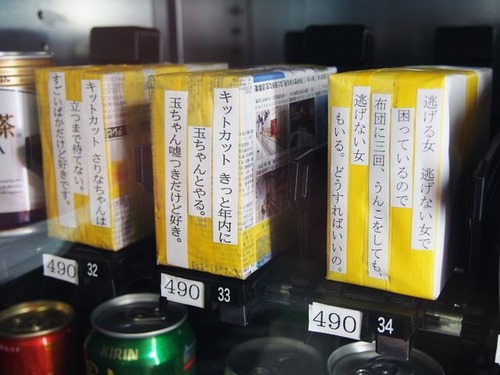 キットカット さりなちゃんは
立つまで待てない。
すごいばかだけど好きです。
キットカット きっと年内に
玉ちゃんとやる。
玉ちゃん嘘つきだけど好き。
逃げる女 逃げない女で
困っているので
布団に三回、うんこをしても、
逃げない女
もいる。どうすればいいの。
490
32
490
33
490
34
茶
KIRIN